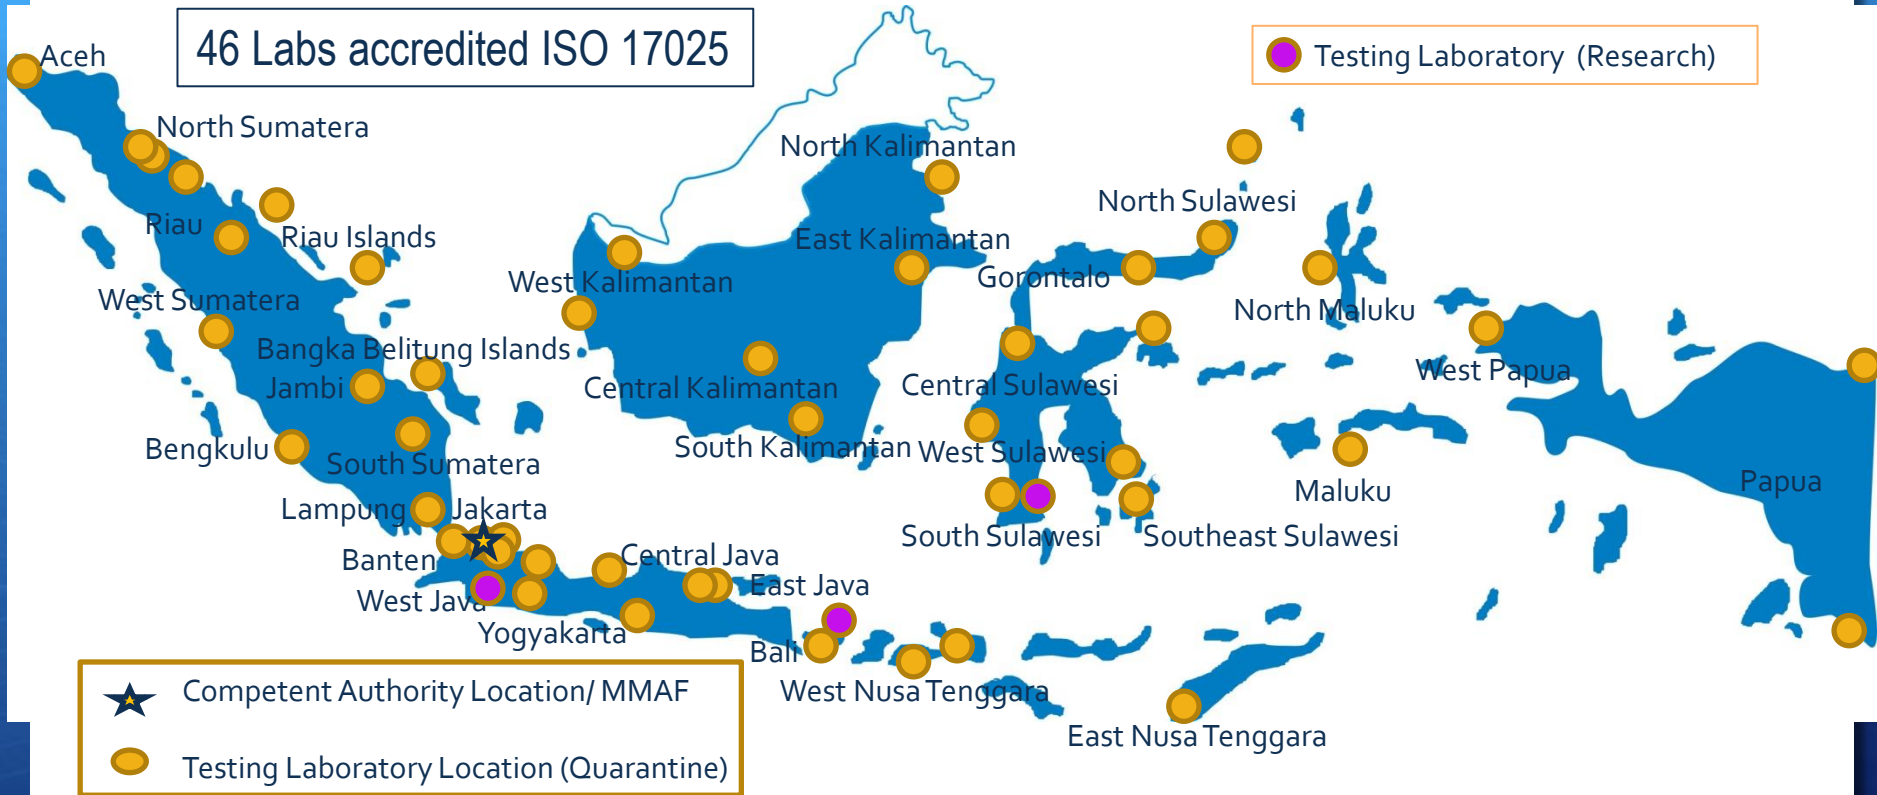 46 Labs accredited ISO 17025
Testing Laboratory (Research)
Aceh
North Sumatera
North Kalimantan
North Sulawesi
Riau
Riau Islands
East Kalimantan
Gorontalo
West Kalimantan
West Sumatera
North Maluku
Bangka Belitung Islands
West Papua
Jambi
Central Kalimantan
Central Sulawesi
Bengkulu
South Sumatera
South Kalimantan
West Sulawesi
Papua
Maluku
Lampung
Jakarta
South Sulawesi
Southeast Sulawesi
Banten
Central Java
West Java
East Java
Yogyakarta
Bali
West Nusa Tenggara
East Nusa Tenggara
Competent Authority Location/ MMAF
Testing Laboratory Location (Quarantine)